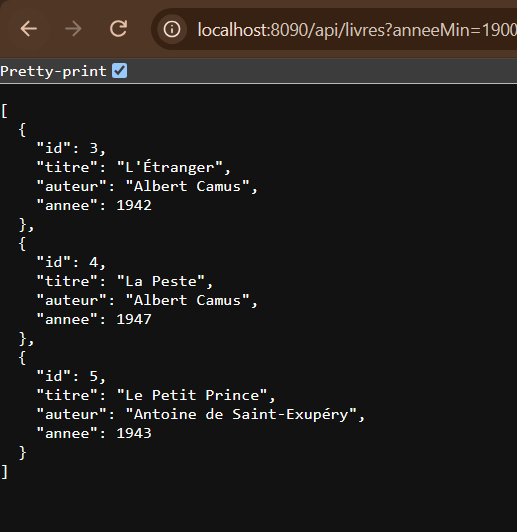 localhost:8090/api/livres?anneeMin=1900
Pretty-print
[
  {
    "id": 3,
    "titre": "L'Étranger",
    "auteur": "Albert Camus",
    "annee": 1942
  },
  {
    "id": 4,
    "titre": "La Peste",
    "auteur": "Albert Camus",
    "annee": 1947
  },
  {
    "id": 5,
    "titre": "Le Petit Prince",
    "auteur": "Antoine de Saint-Exupéry",
    "annee": 1943
  }
]